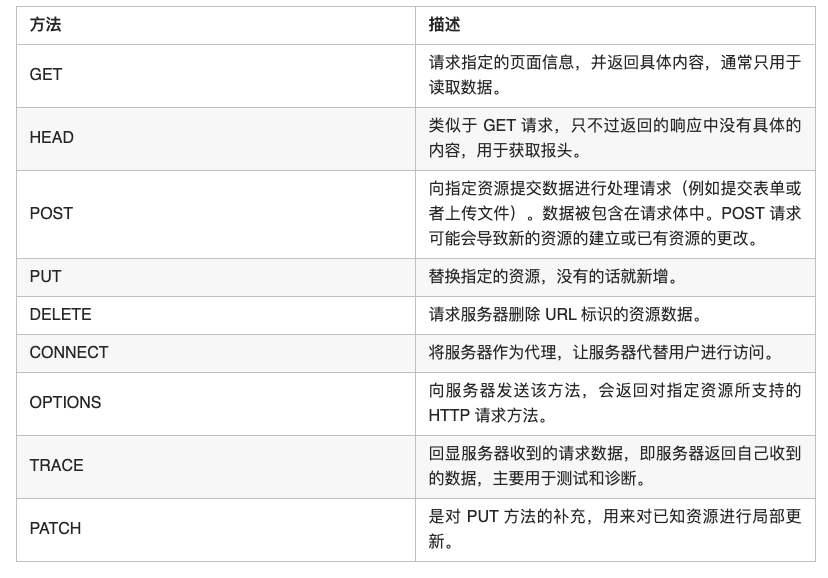 方法
描述
GET
请求指定的页面信息，并返回具体内容，通常只用于
读取数据。
HEAD
类似于 GET 请求，只不过返回的响应中没有具体的
内容，用于获取报头。
POST
向指定资源提交数据进行处理请求（例如提交表单或
者上传文件）。数据被包含在请求体中。POST 请求
可能会导致新的资源的建立或已有资源的更改。
PUT
替换指定的资源，没有的话就新增。
DELETE
请求服务器删除 URL 标识的资源数据。
CONNECT
将服务器作为代理，让服务器代替用户进行访问。
OPTIONS
向服务器发送该方法，会返回对指定资源所支持的
HTTP 请求方法。
TRACE
回显服务器收到的请求数据，即服务器返回自己收到
的数据，主要用于测试和诊断。
PATCH
是对 PUT 方法的补充，用来对已知资源进行局部更
新。